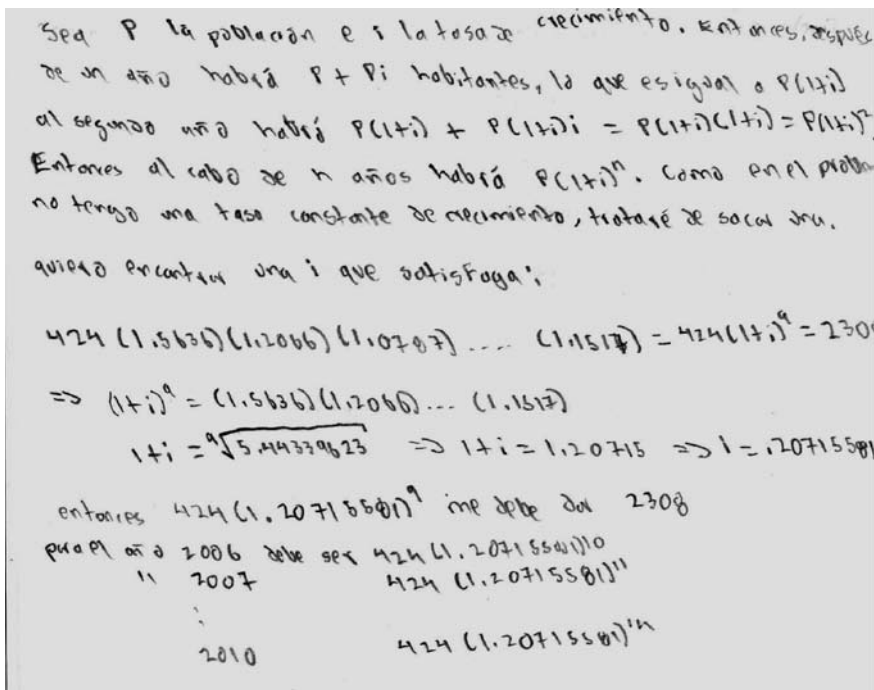 Sea P la población e i la tasa de crecimiento. Entonces, despues
de un año habrá P + Pi habitantes, lo que es igual a P(1+i)
al segundo año habrá P(1+i) + P(1+i)i = P(1+i)(1+i) = P(1+i)²
Entonces al cabo de n años habrá P(1+i)ⁿ. Como en el problem
no tengo una tasa constante de crecimiento, trataré de sacar una.
quiero encontrar una i que satisfaga:
424 (1.5636)(1.2066)(1.0787) .... (1.1517) = 424(1+i)⁹ = 2308
=> (1+i)⁹ = (1.5636)(1.2066)... (1.1517)
1+i = ⁹√5.44339623 => 1+i = 1.20715 => i = .20715581
entonces 424 (1.20715581)⁹ me debe dar 2308
para el año 2006 debe ser 424 (1.20715581)10
" 2007 424 (1.20715581)¹¹
:
2010 424 (1.20715581)¹⁴